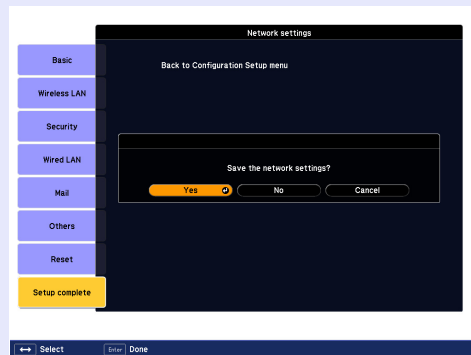 Network settings
Basic
Back to Configuration Setup menu
Wireless LAN
Security
Wired LAN
Save the network settings?
Yes No Cancel
Mail
Others
Reset
Setup complete
Select Enter Done